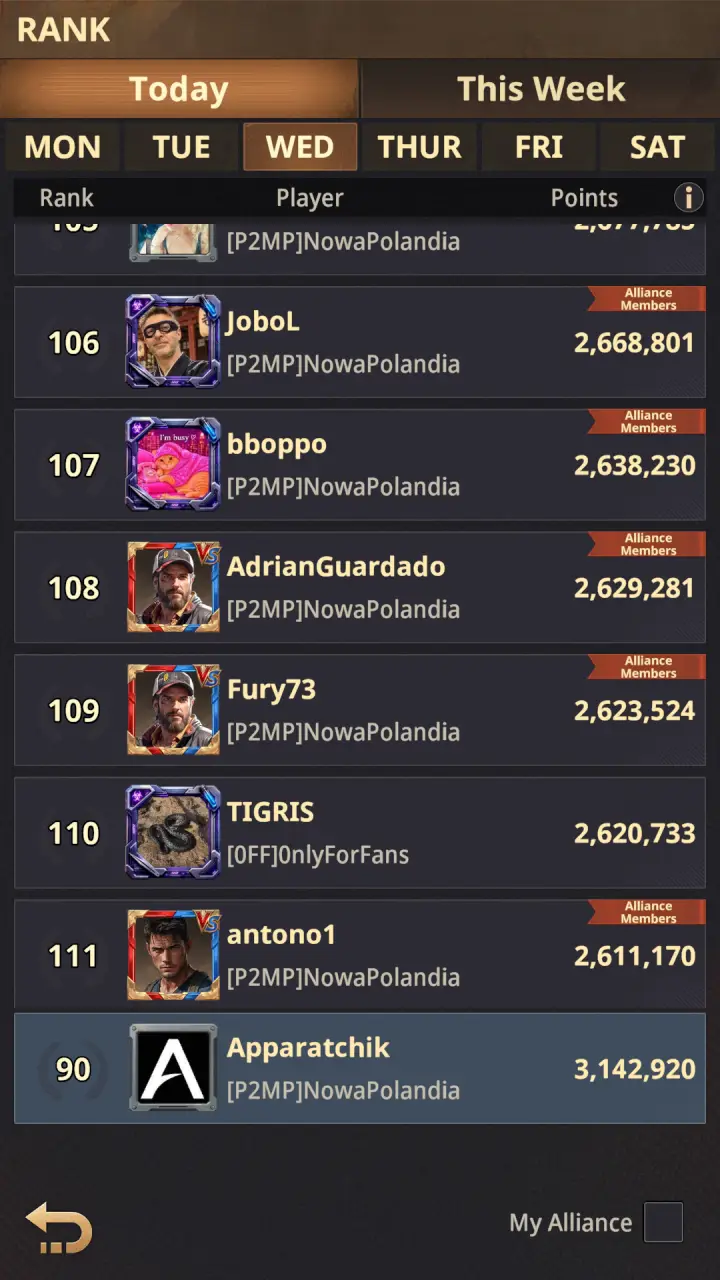 RANK
Today
This Week
MON
TUE
WED
THUR
FRI
SAT
Rank
Player
Points
[P2MP]NowaPolandia
106
JoboL
[P2MP]NowaPolandia
Alliance
Members
2,668,801
107
I'm busy
bboppo
[P2MP]NowaPolandia
Alliance
Members
2,638,230
108
VS
AdrianGuardado
[P2MP]NowaPolandia
Alliance
Members
2,629,281
109
VS
Fury73
[P2MP]NowaPolandia
Alliance
Members
2,623,524
110
TIGRIS
[0FF]0nlyForFans
2,620,733
111
VS
antono1
[P2MP]NowaPolandia
Alliance
Members
2,611,170
90
A
Apparatchik
[P2MP]NowaPolandia
3,142,920
My Alliance